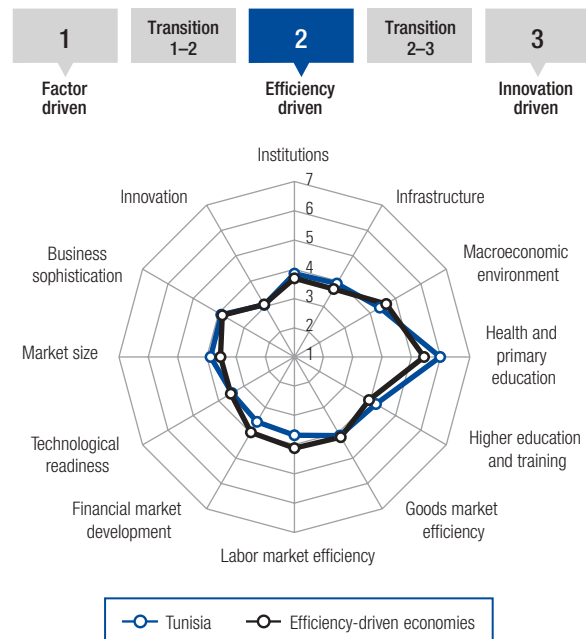 1
Transition
1–2
2
Transition
2–3
3
Factor
driven
Efficiency
driven
Innovation
driven
Institutions
7
6
5
4
3
2
1
Infrastructure
Macroeconomic
environment
Health and
primary
education
Higher education
and training
Goods market
efficiency
Labor market efficiency
Financial market
development
Technological
readiness
Market size
Business
sophistication
Innovation
Tunisia
Efficiency-driven economies